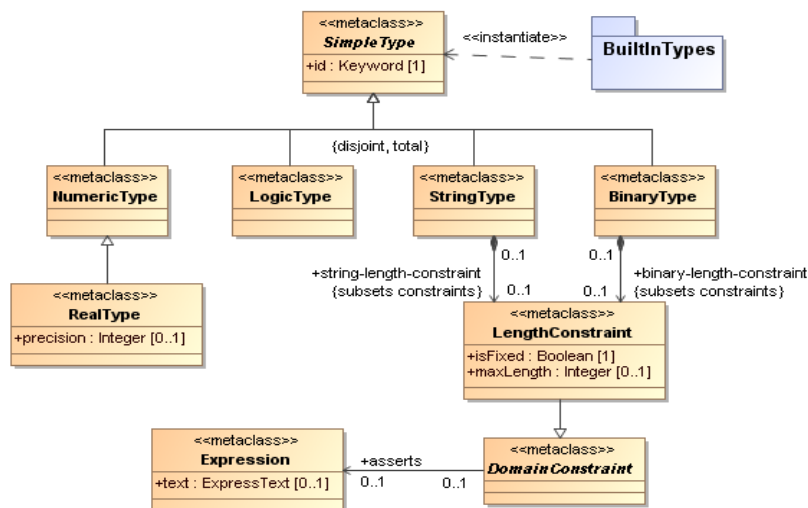 <<metaclass>>
SimpleType
+id : Keyword [1]
<<instantiate>>
BuiltInTypes
{disjoint, total}
<<metaclass>>
NumericType
<<metaclass>>
LogicType
<<metaclass>>
StringType
<<metaclass>>
BinaryType
0..1
0..1
+string-length-constraint
{subsets constraints}
0..1
+binary-length-constraint
0..1
{subsets constraints}
<<metaclass>>
RealType
+precision : Integer [0..1]
<<metaclass>>
LengthConstraint
+isFixed : Boolean [1]
+maxLength : Integer [0..1]
<<metaclass>>
Expression
+text : ExpressText [0..1]
+asserts
0..1
0..1
<<metaclass>>
DomainConstraint